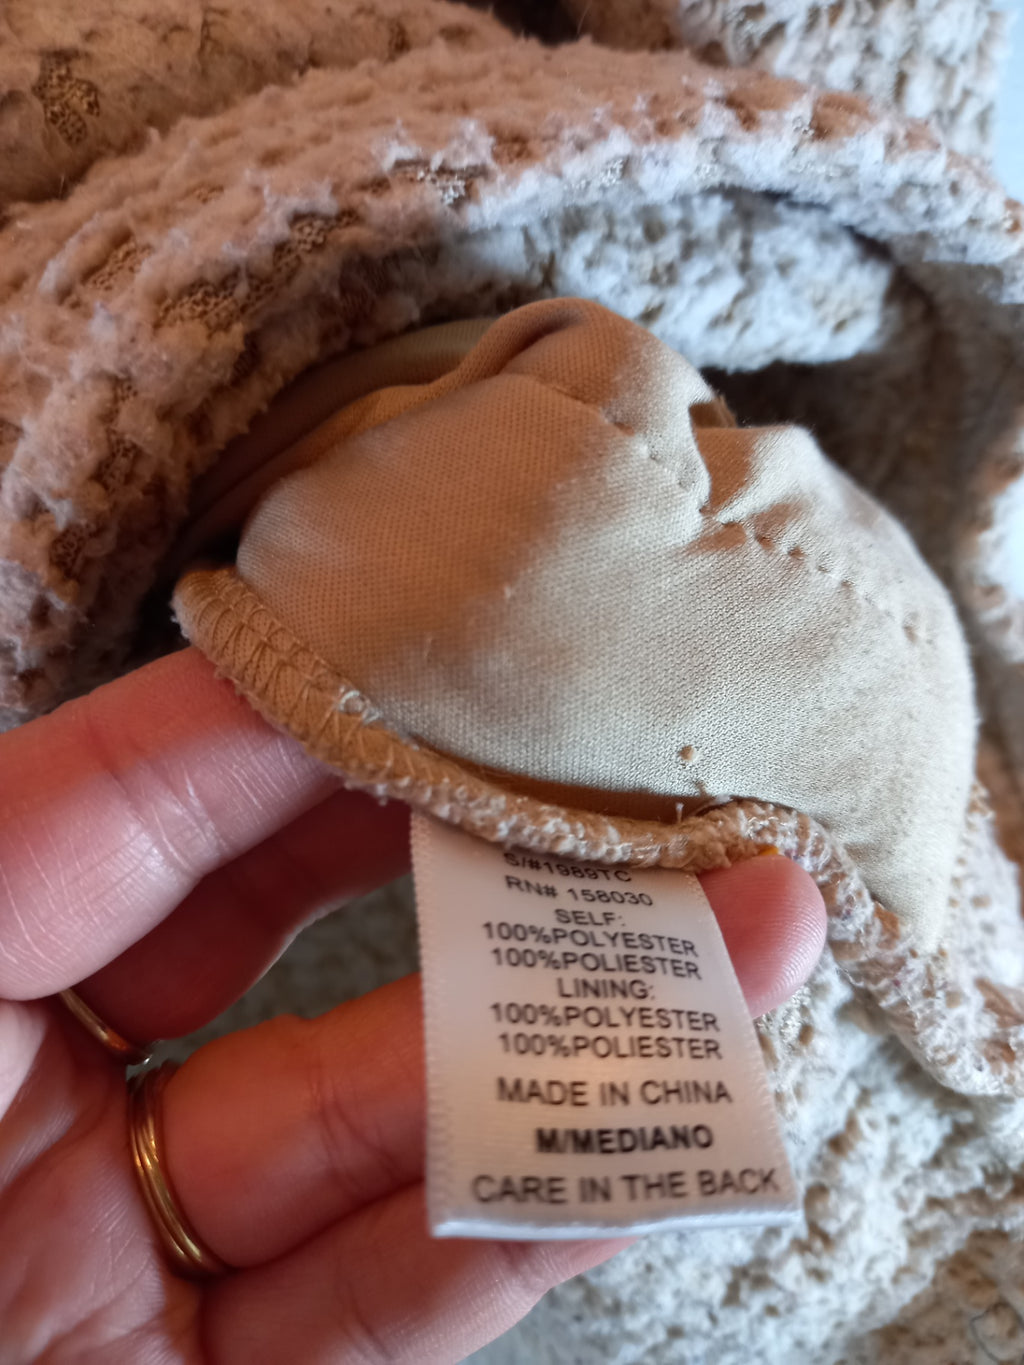 S/#1989TC
RN# 158030
SELF:
100%POLYESTER
100%POLIESTER
LINING:
100%POLYESTER
100%POLIESTER
MADE IN CHINA
M/MEDIANO
CARE IN THE BACK